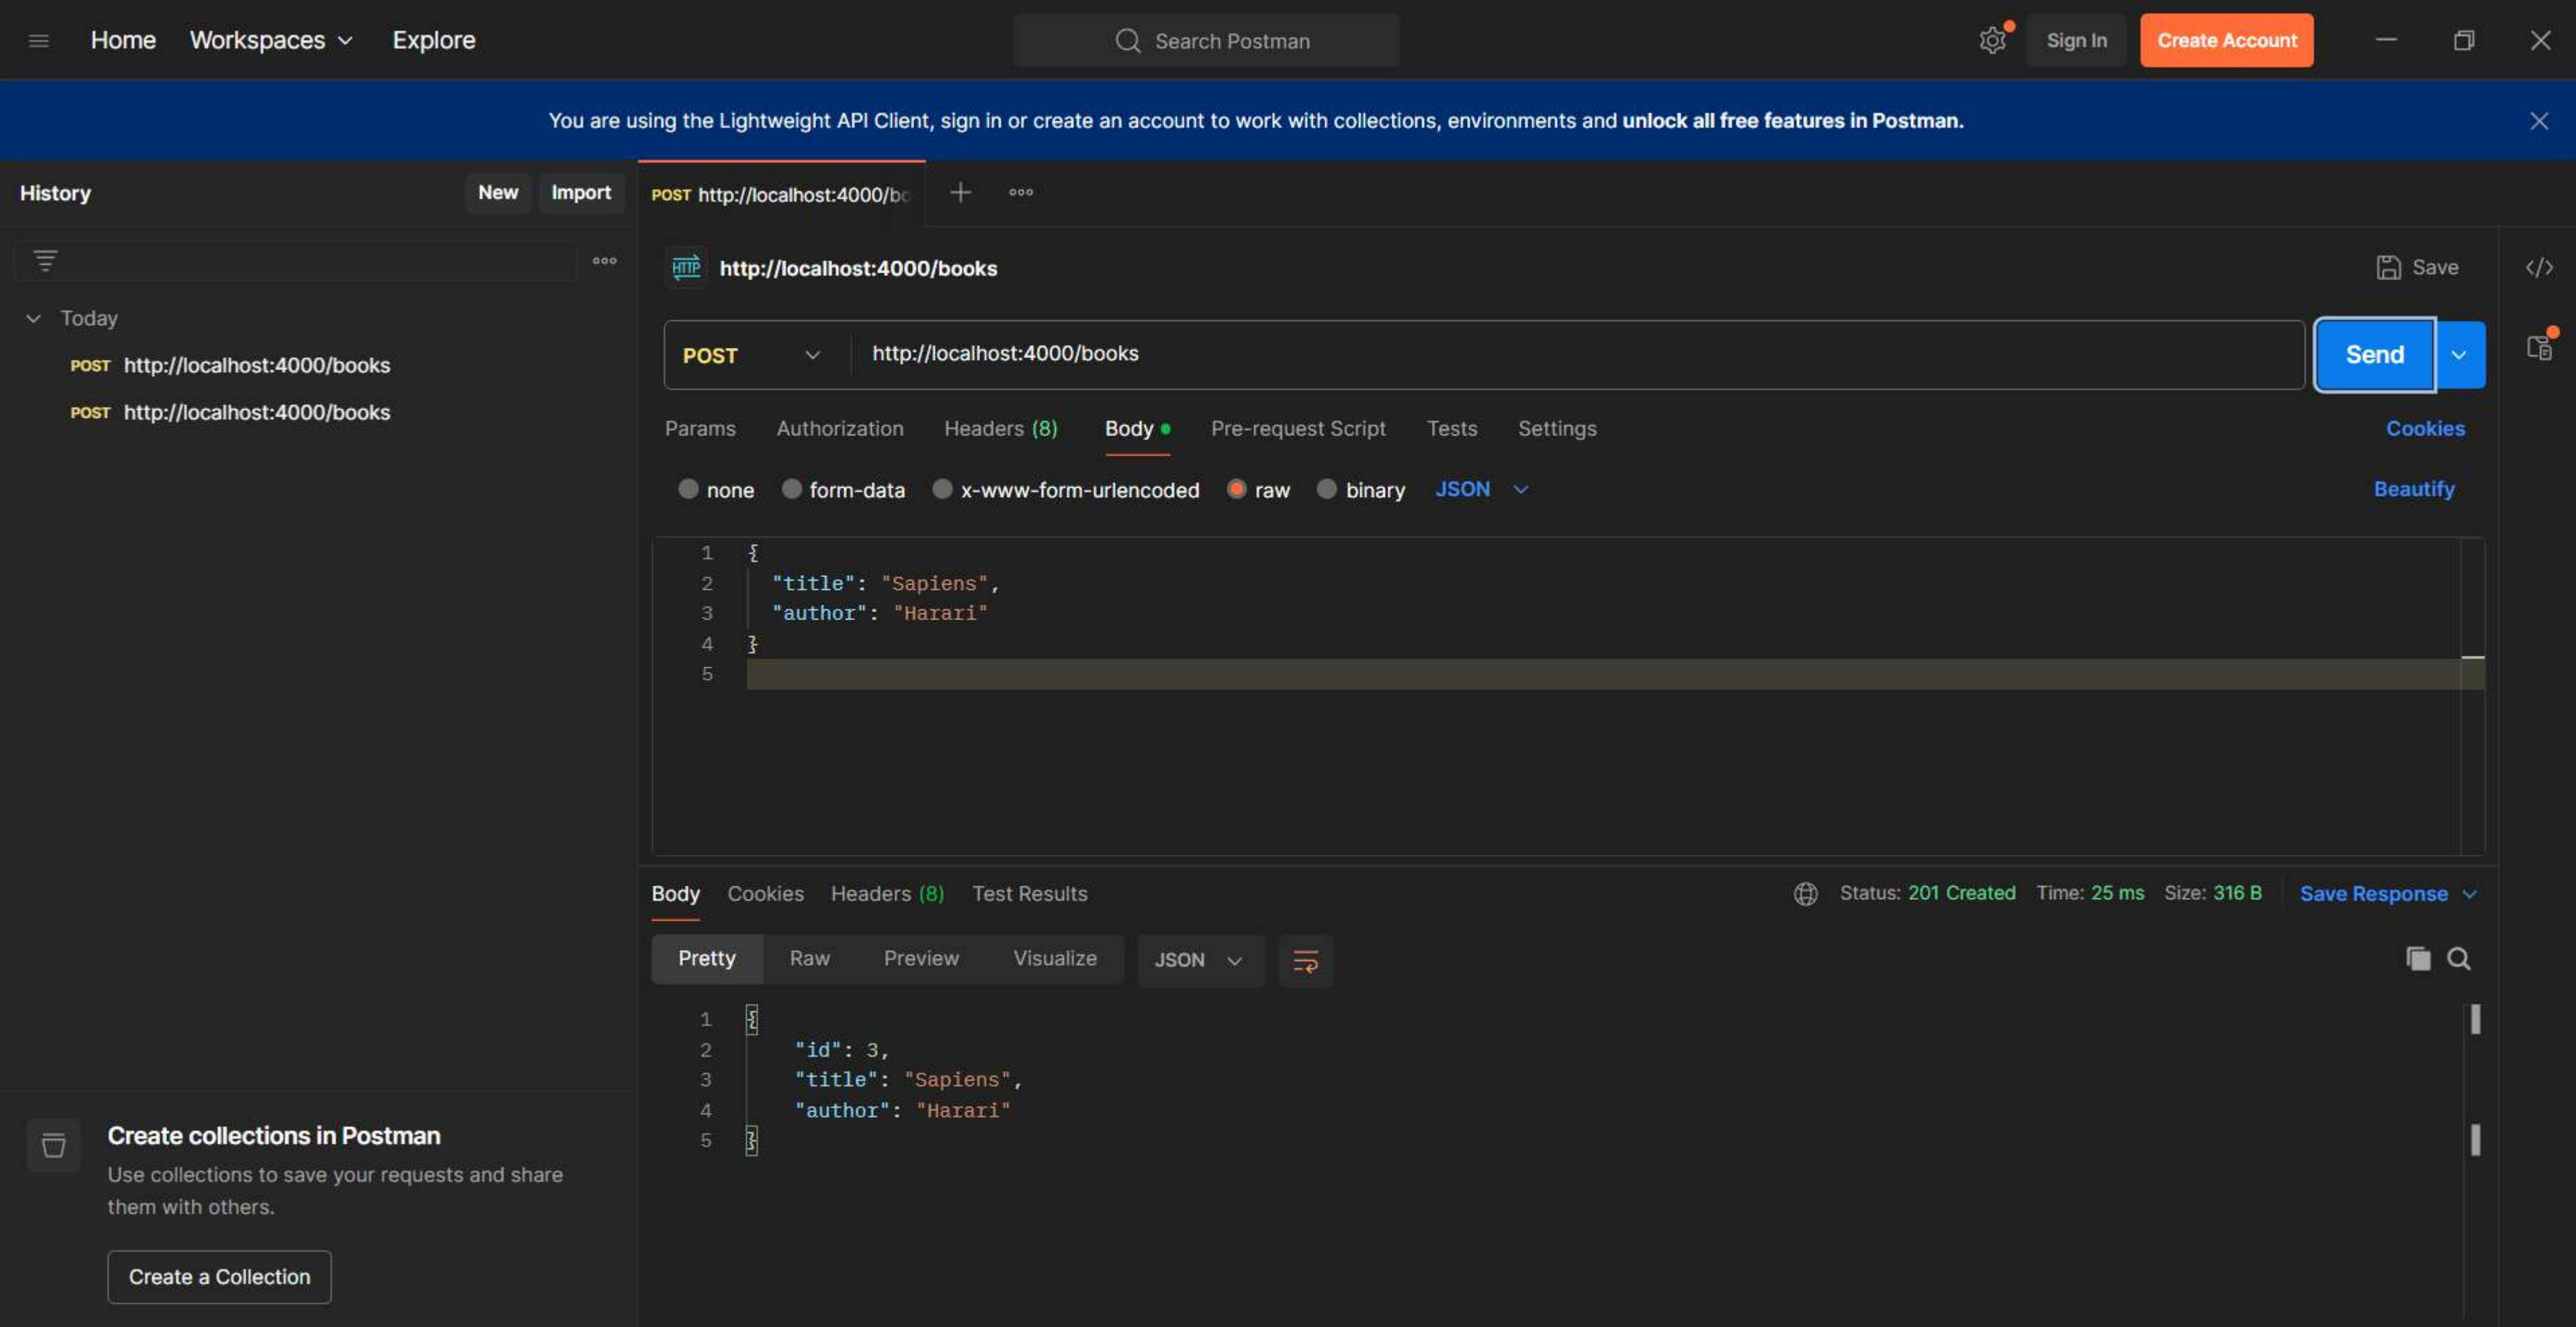 Home Workspaces Explore Search Postman Sign In Create Account
You are using the Lightweight API Client, sign in or create an account to work with collections, environments and unlock all free features in Postman.
History New Import
Today
POST http://localhost:4000/books
POST http://localhost:4000/books
Create collections in Postman
Use collections to save your requests and share
them with others.
Create a Collection
POST http://localhost:4000/bo
HTTP http://localhost:4000/books Save </>
POST http://localhost:4000/books Send
Params Authorization Headers (8) Body Pre-request Script Tests Settings Cookies
none form-data x-www-form-urlencoded raw binary JSON Beautify
1 {
2 "title": "Sapiens",
3 "author": "Harari"
4 }
5
Body Cookies Headers (8) Test Results Status: 201 Created Time: 25 ms Size: 316 B Save Response
Pretty Raw Preview Visualize JSON
1 {
2 "id": 3,
3 "title": "Sapiens",
4 "author": "Harari"
5 }